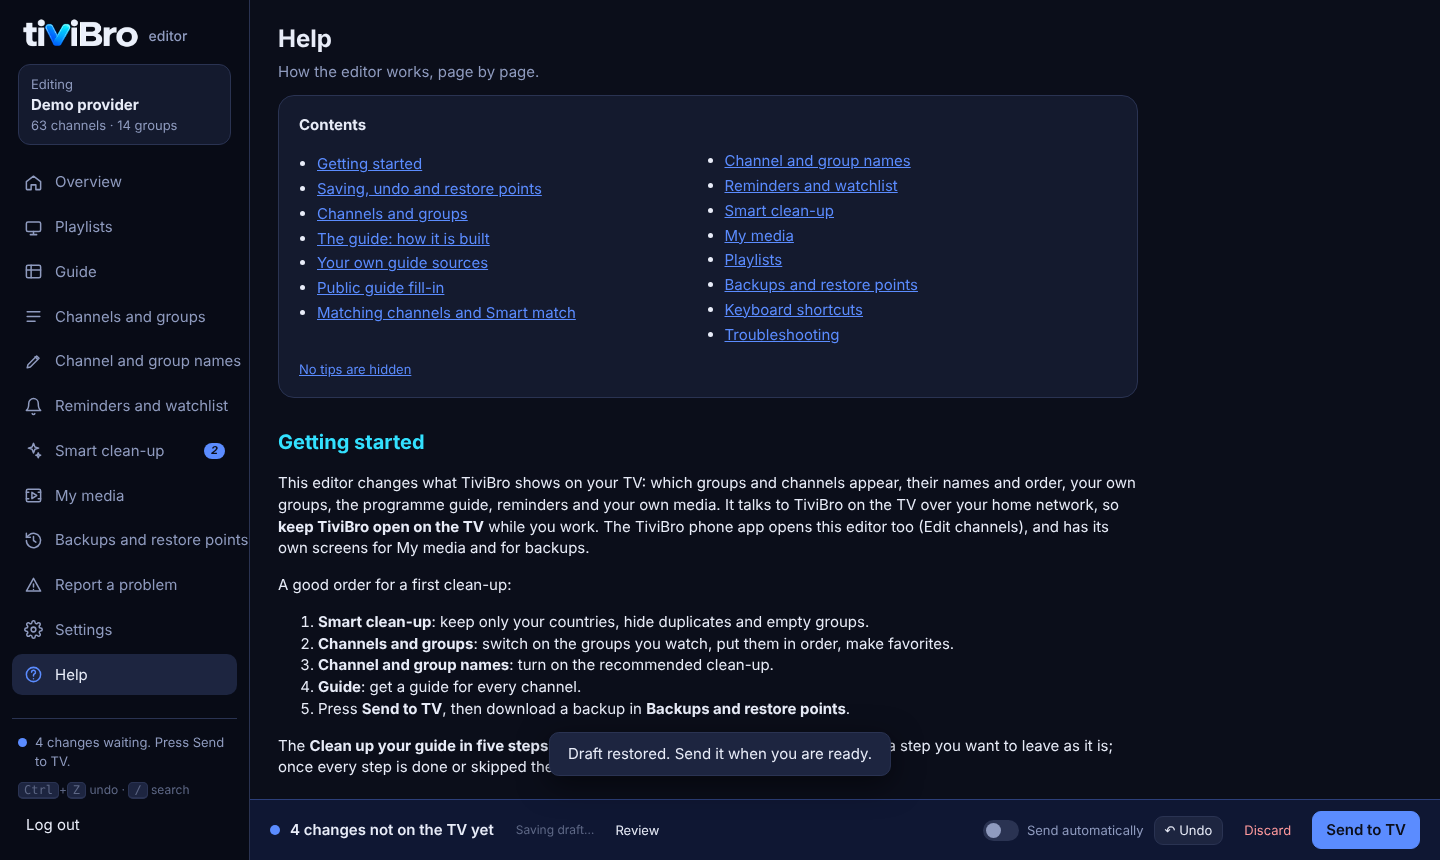 tiviBro editor
Editing
Demo provider
63 channels · 14 groups
Overview
Playlists
Guide
Channels and groups
Channel and group names
Reminders and watchlist
Smart clean-up 2
My media
Backups and restore points
Report a problem
Settings
Help
4 changes waiting. Press Send
to TV.
Ctrl+Z undo · / search
Log out
Help
How the editor works, page by page.
Contents
Getting started
Saving, undo and restore points
Channels and groups
The guide: how it is built
Your own guide sources
Public guide fill-in
Matching channels and Smart match
Channel and group names
Reminders and watchlist
Smart clean-up
My media
Playlists
Backups and restore points
Keyboard shortcuts
Troubleshooting
No tips are hidden
Getting started
This editor changes what TiviBro shows on your TV: which groups and channels appear, their names and order, your own
groups, the programme guide, reminders and your own media. It talks to TiviBro on the TV over your home network, so
keep TiviBro open on the TV while you work. The TiviBro phone app opens this editor too (Edit channels), and has its
own screens for My media and for backups.
A good order for a first clean-up:
1. Smart clean-up: keep only your countries, hide duplicates and empty groups.
2. Channels and groups: switch on the groups you watch, put them in order, make favorites.
3. Channel and group names: turn on the recommended clean-up.
4. Guide: get a guide for every channel.
5. Press Send to TV, then download a backup in Backups and restore points.
The Clean up your guide in five steps a step you want to leave as it is;
once every step is done or skipped the
Draft restored. Send it when you are ready.
4 changes not on the TV yet Saving draft... Review Send automatically ↶ Undo Discard Send to TV